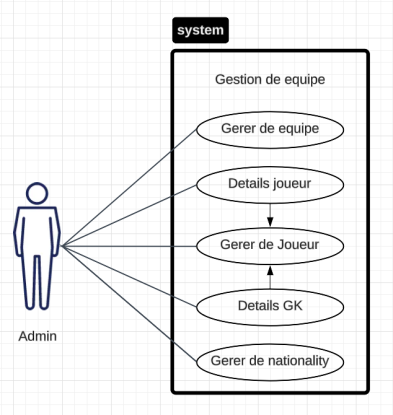 system
Gestion de equipe
Gerer de equipe
Details joueur
Gerer de Joueur
Details GK
Gerer de nationality
Admin